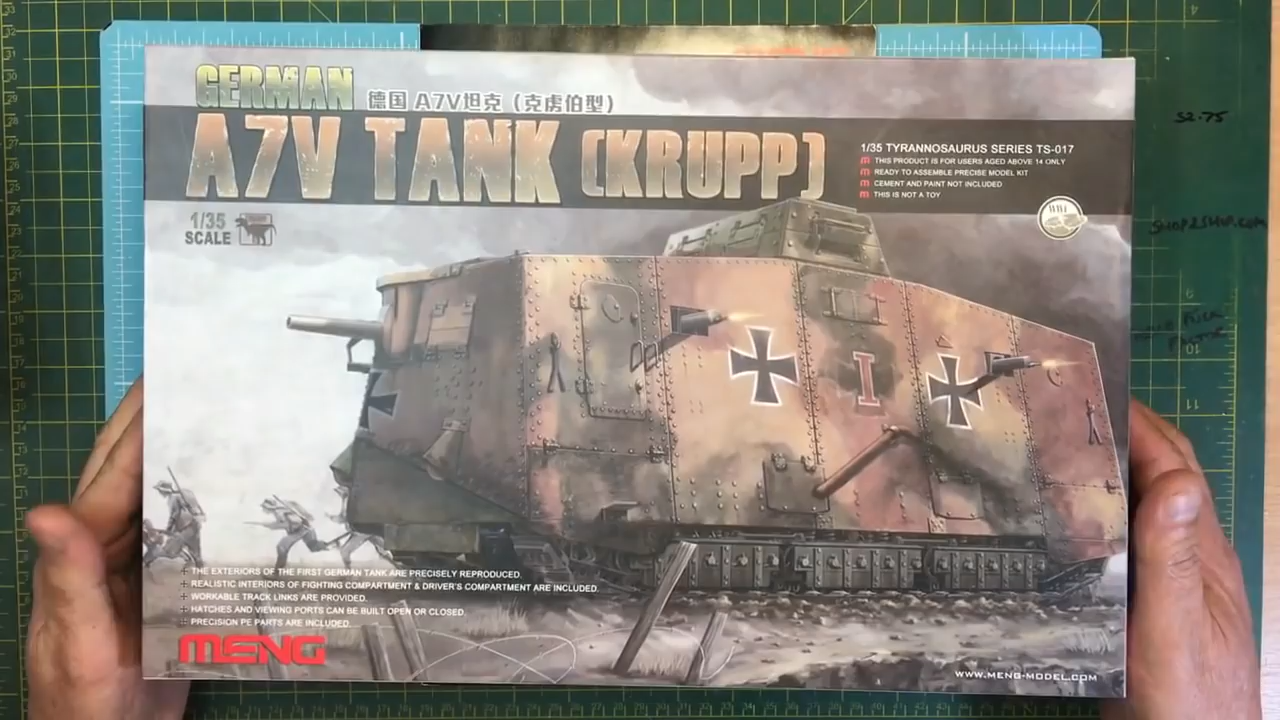 GERMAN
德国 A7V坦克（克虏伯型）
A7V TANK (KRUPP)
1/35 TYRANNOSAURUS SERIES TS-017
THIS PRODUCT IS FOR USERS AGED ABOVE 14 ONLY
READY TO ASSEMBLE PRECISE MODEL KIT
CEMENT AND PAINT NOT INCLUDED
THIS IS NOT A TOY
1/35
SCALE
WWI
I
THE EXTERIORS OF THE FIRST GERMAN TANK ARE PRECISELY REPRODUCED.
REALISTIC INTERIORS OF FIGHTING COMPARTMENT & DRIVER'S COMPARTMENT ARE INCLUDED.
WORKABLE TRACK LINKS ARE PROVIDED.
HATCHES AND VIEWING PORTS CAN BE BUILT OPEN OR CLOSED.
PRECISION PE PARTS ARE INCLUDED.
MENG
WWW.MENG-MODEL.COM